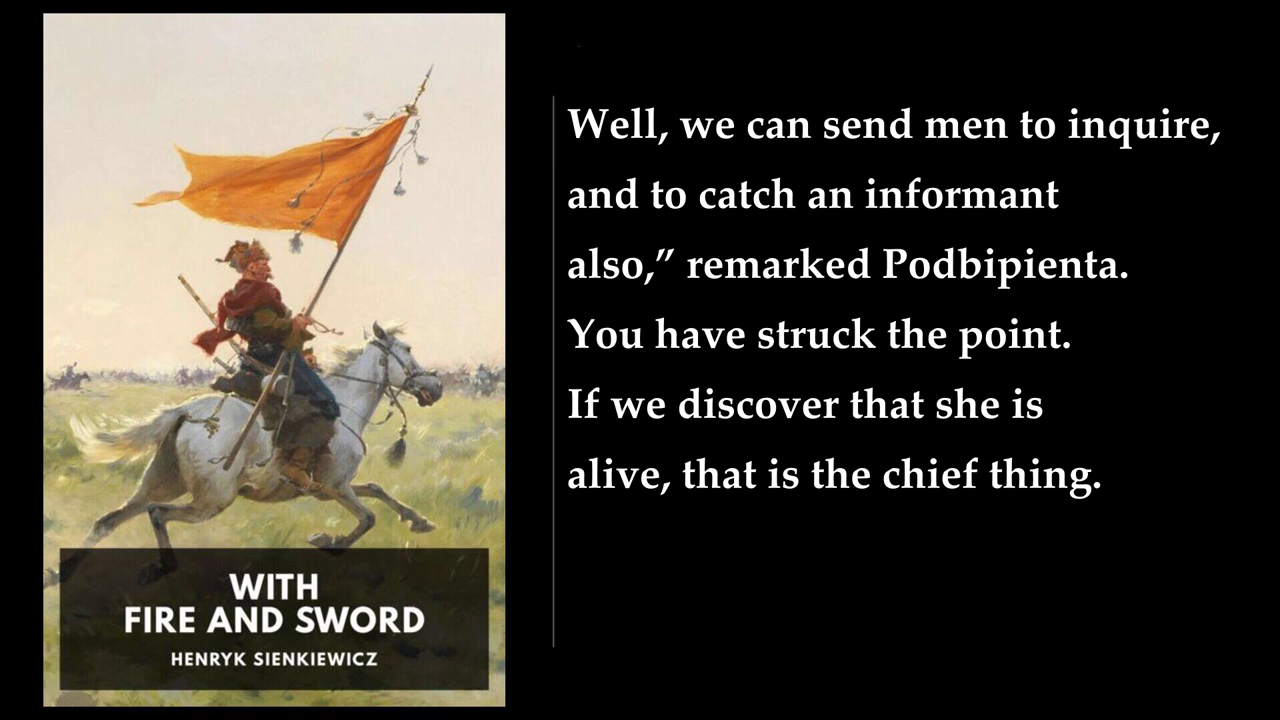 WITH
FIRE AND SWORD
HENRYK SIENKIEWICZ
Well, we can send men to inquire,
and to catch an informant
also,” remarked Podbipienta.
You have struck the point.
If we discover that she is
alive, that is the chief thing.